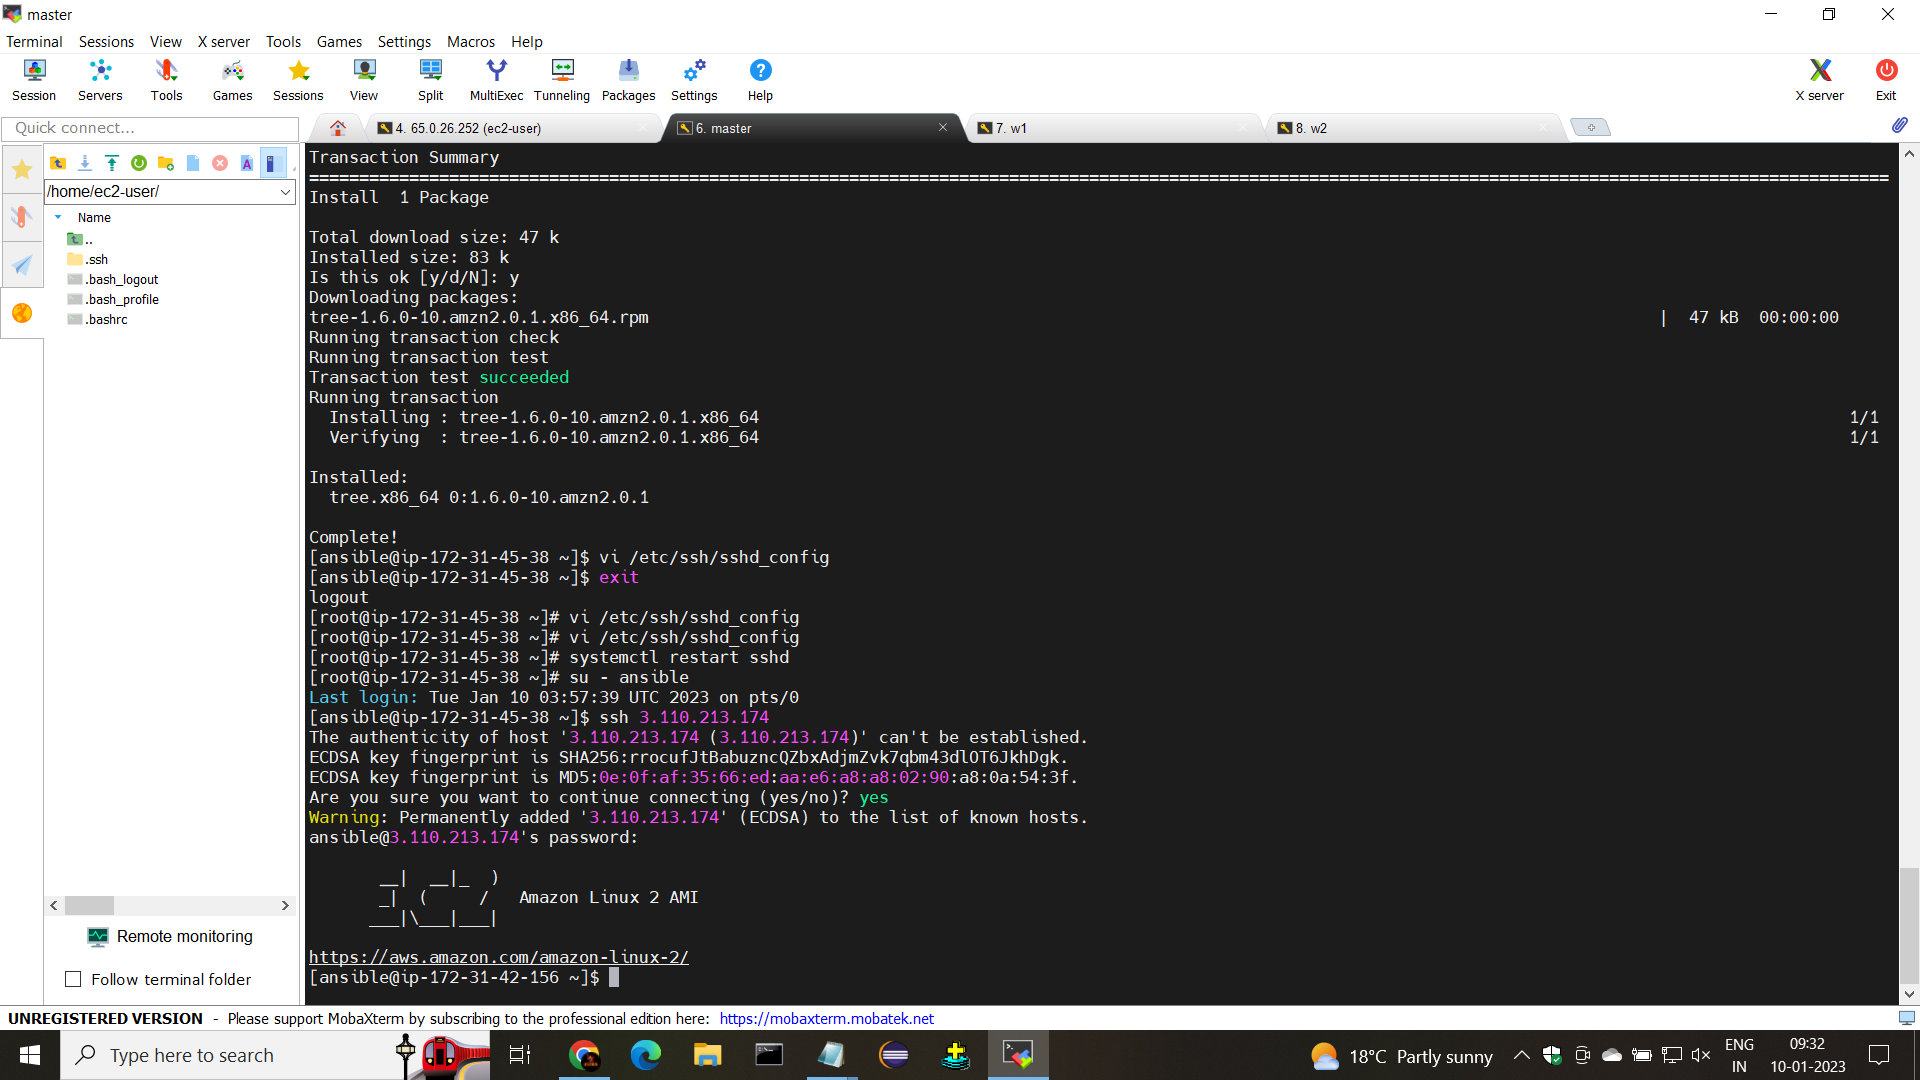 master
Terminal Sessions View X server Tools Games Settings Macros Help
Session Servers Tools Games Sessions View Split MultiExec Tunneling Packages Settings Help X server Exit
Quick connect...
4. 65.0.26.252 (ec2-user)
6. master
7. w1
8. w2
/home/ec2-user/
Name
..
.ssh
.bash_logout
.bash_profile
.bashrc
Remote monitoring
Follow terminal folder
Transaction Summary
================================================================================
Install  1 Package
Total download size: 47 k
Installed size: 83 k
Is this ok [y/d/N]: y
Downloading packages:
tree-1.6.0-10.amzn2.0.1.x86_64.rpm | 47 kB 00:00:00
Running transaction check
Running transaction test
Transaction test succeeded
Running transaction
Installing : tree-1.6.0-10.amzn2.0.1.x86_64 1/1
Verifying  : tree-1.6.0-10.amzn2.0.1.x86_64 1/1
Installed:
tree.x86_64 0:1.6.0-10.amzn2.0.1
Complete!
[ansible@ip-172-31-45-38 ~]$ vi /etc/ssh/sshd_config
[ansible@ip-172-31-45-38 ~]$ exit
logout
[root@ip-172-31-45-38 ~]# vi /etc/ssh/sshd_config
[root@ip-172-31-45-38 ~]# vi /etc/ssh/sshd_config
[root@ip-172-31-45-38 ~]# systemctl restart sshd
[root@ip-172-31-45-38 ~]# su - ansible
Last login: Tue Jan 10 03:57:39 UTC 2023 on pts/0
[ansible@ip-172-31-45-38 ~]$ ssh 3.110.213.174
The authenticity of host '3.110.213.174 (3.110.213.174)' can't be established.
ECDSA key fingerprint is SHA256:rrocufJtBabuzncQZbxAdjmZvk7qbm43dlOT6JkhDgk.
ECDSA key fingerprint is MD5:0e:0f:af:35:66:ed:aa:e6:a8:a8:02:90:a8:0a:54:3f.
Are you sure you want to continue connecting (yes/no)? yes
Warning: Permanently added '3.110.213.174' (ECDSA) to the list of known hosts.
ansible@3.110.213.174's password:
__|  __|_  )
_|  (     /   Amazon Linux 2 AMI
___|\___|___|
https://aws.amazon.com/amazon-linux-2/
[ansible@ip-172-31-42-156 ~]$
UNREGISTERED VERSION - Please support MobaXterm by subscribing to the professional edition here: https://mobaxterm.mobatek.net
Type here to search
18°C Partly sunny
ENG
IN
09:32
10-01-2023